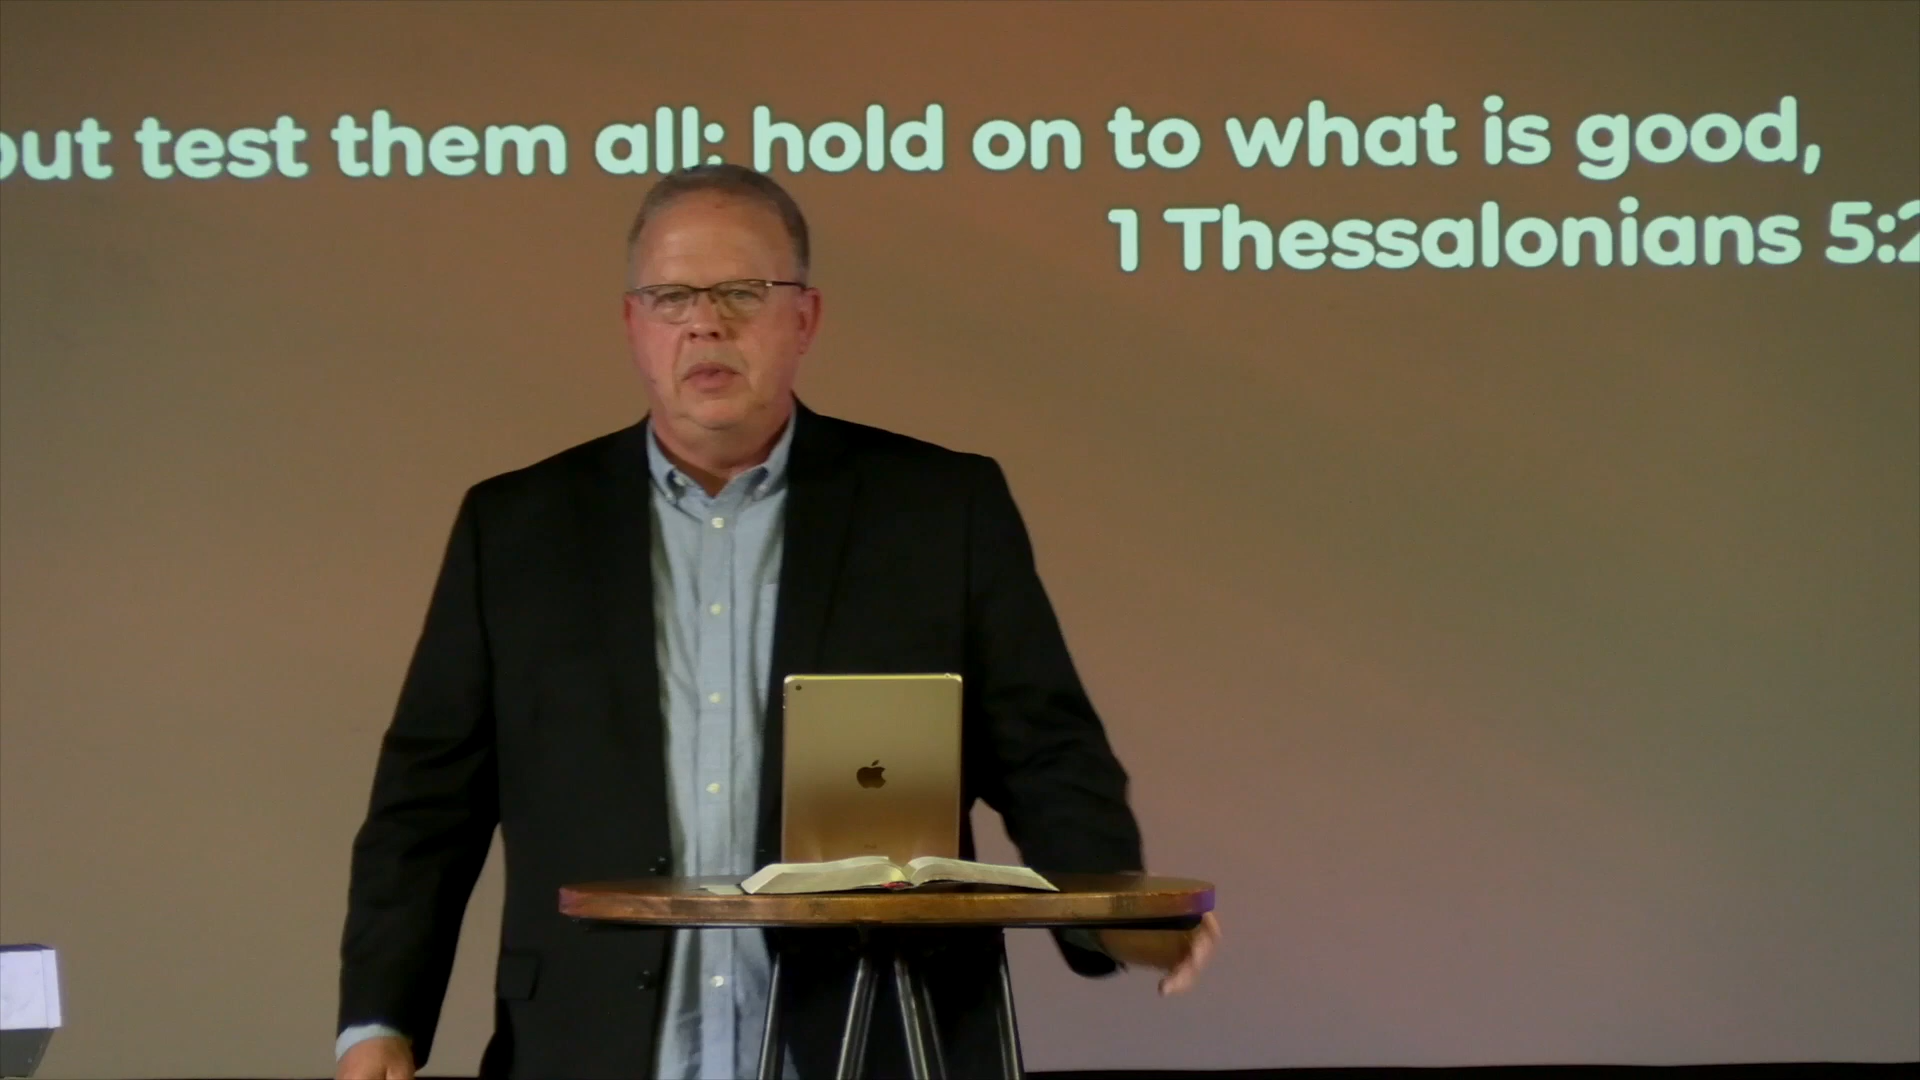 but test them all; hold on to what is good,
1 Thessalonians 5:2